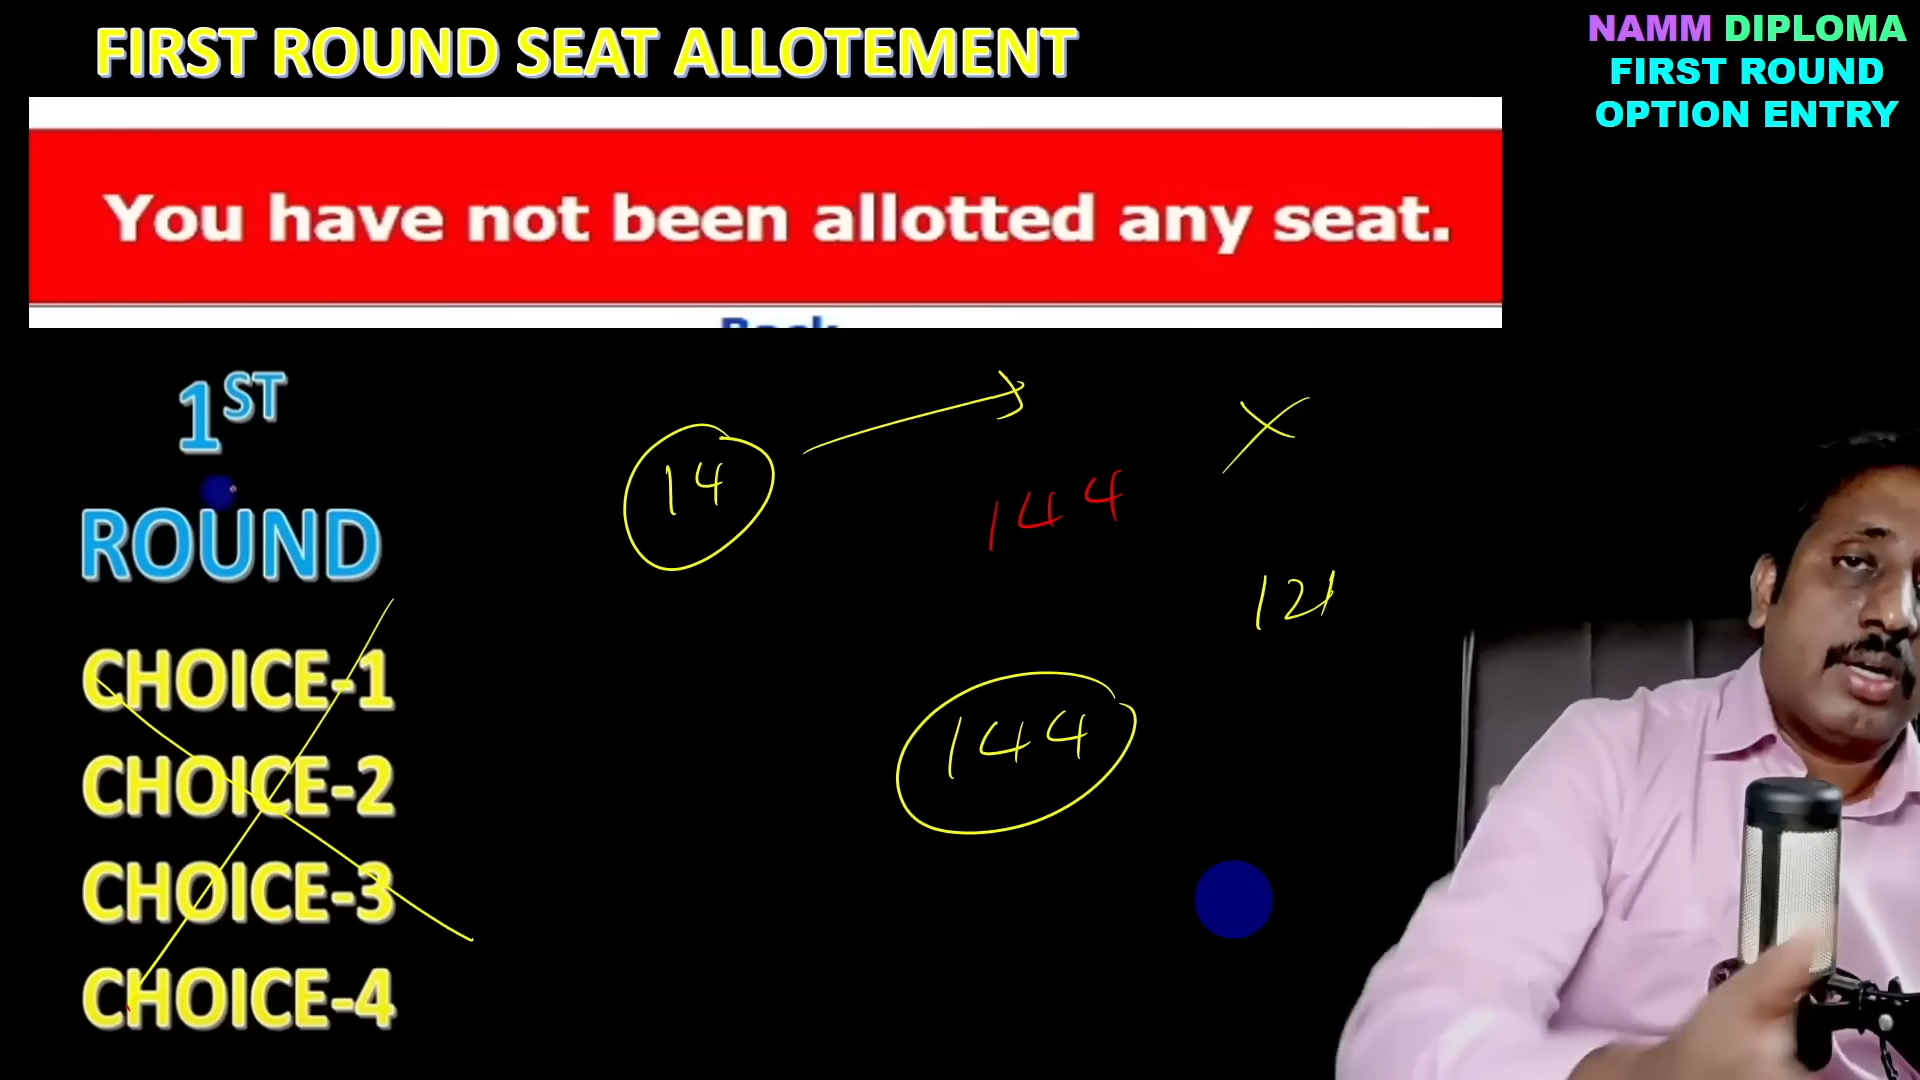 FIRST ROUND SEAT ALLOTEMENT
NAMM DIPLOMA
FIRST ROUND
OPTION ENTRY
You have not been allotted any seat.
Back
1ST
ROUND
14
144
121
144
CHOICE-1
CHOICE-2
CHOICE-3
CHOICE-4